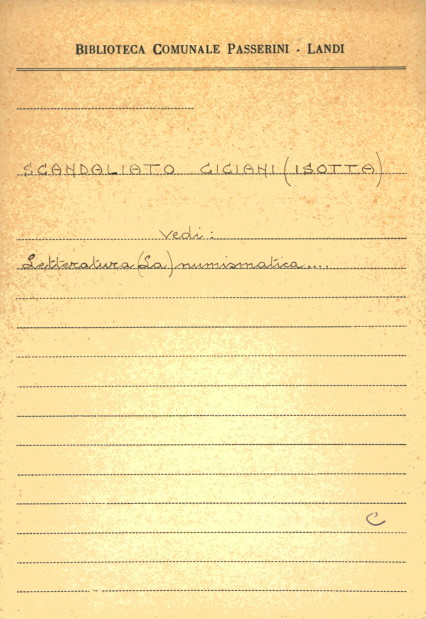 BIBLIOTECA COMUNALE PASSERINI - LANDI
SCANDALIATO CICIANI (ISOTTA)
vedi:
Letteratura (La) numismatica....
C